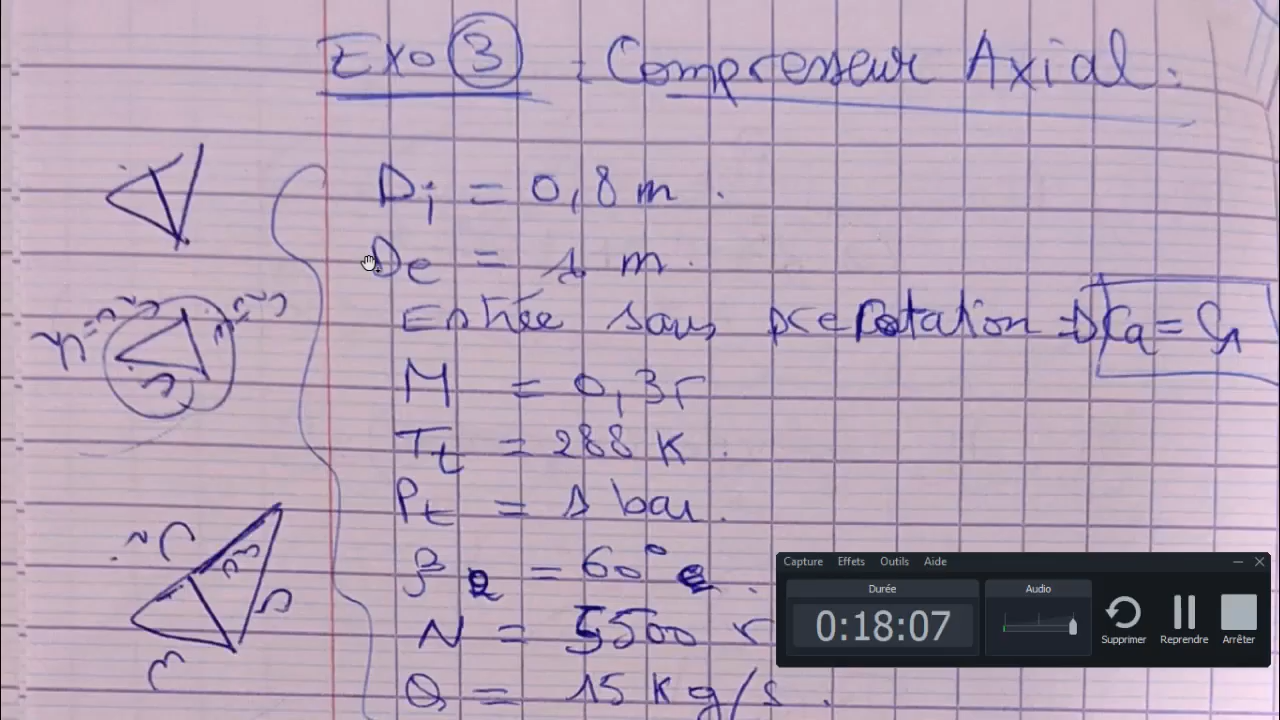 Exo 3 : Compresseur Axial.
Di = 0,8 m.
De = 1 m.
Entrée sans prérotation => Ca = C1
M = 0,35
Tt = 288 K.
Pt = 1 bar.
β2 = 60°
N = 5500 r
Q = 15 Kg/s.
Capture Effets Outils Aide
Durée
0:18:07
Audio
Supprimer Reprendre Arrêter